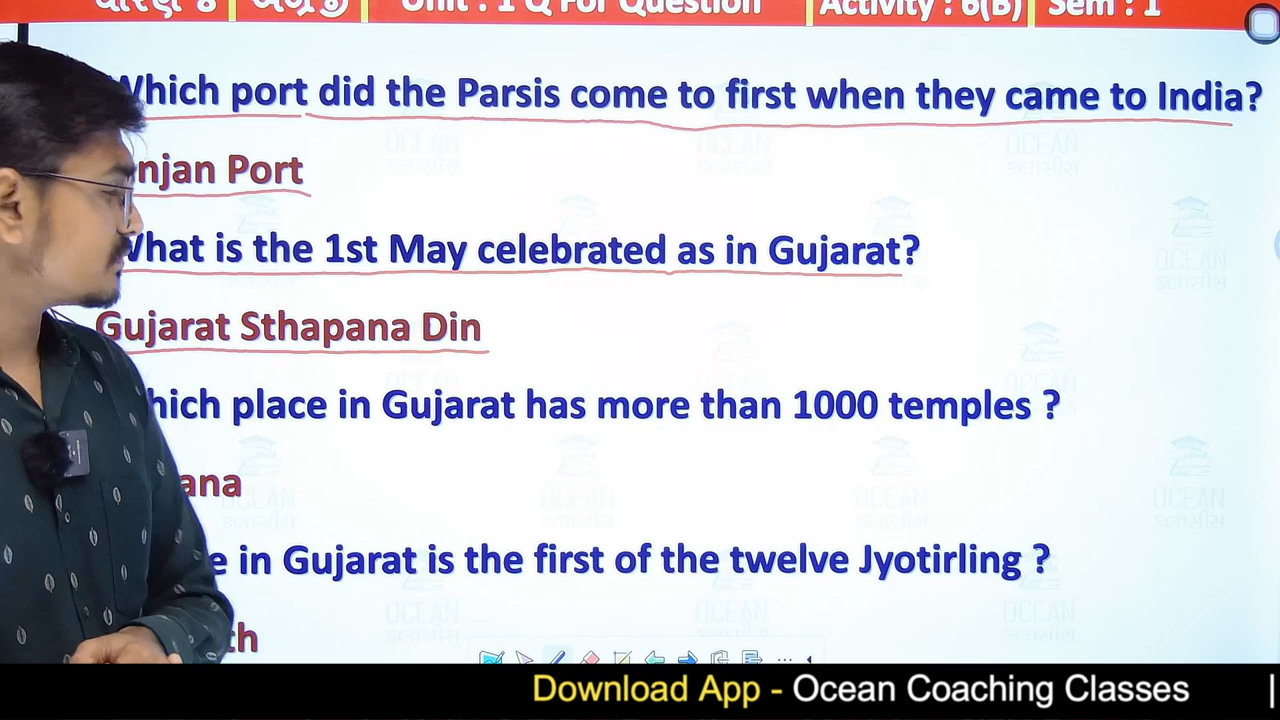 Unit : 1 Q For Question Activity : 6(B) Sem : 1
Which port did the Parsis come to first when they came to India?
njan Port
What is the 1st May celebrated as in Gujarat?
Gujarat Sthapana Din
hich place in Gujarat has more than 1000 temples ?
ana
e in Gujarat is the first of the twelve Jyotirling ?
th
Download App - Ocean Coaching Classes